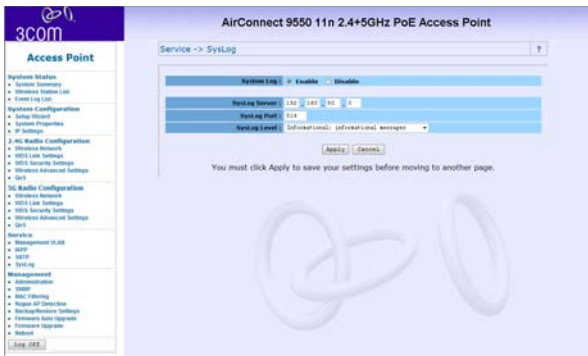 3com
AirConnect 9550 11n 2.4+5GHz PoE Access Point
Access Point
Service -> SysLog
?
System Status
System Summary
Wireless Station List
Event Log List
System Configuration
Setup Wizard
System Properties
IP Settings
2.4G Radio Configuration
Wireless Network
WDS Link Settings
WDS Security Settings
Wireless Advanced Settings
QoS
5G Radio Configuration
Wireless Network
WDS Link Settings
WDS Security Settings
Wireless Advanced Settings
QoS
Service
Management VLAN
IAPP
SNTP
SysLog
Management
Administration
SNMP
MAC Filtering
Rogue AP Detection
Backup/Restore Settings
Firmware Auto Upgrade
Firmware Upgrade
Reboot
Log Off
System Log : Enable Disable
SysLog Server :
SysLog Port : 514
SysLog Level : Informational: informational messages
Apply Cancel
You must click Apply to save your settings before moving to another page.